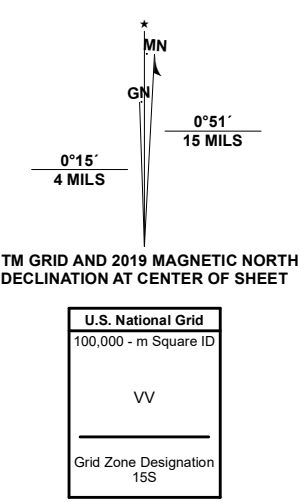 MN
GN
0°51´
15 MILS
0°15´
4 MILS
TM GRID AND 2019 MAGNETIC NORTH
DECLINATION AT CENTER OF SHEET
U.S. National Grid
100,000 - m Square ID
VV
Grid Zone Designation
15S